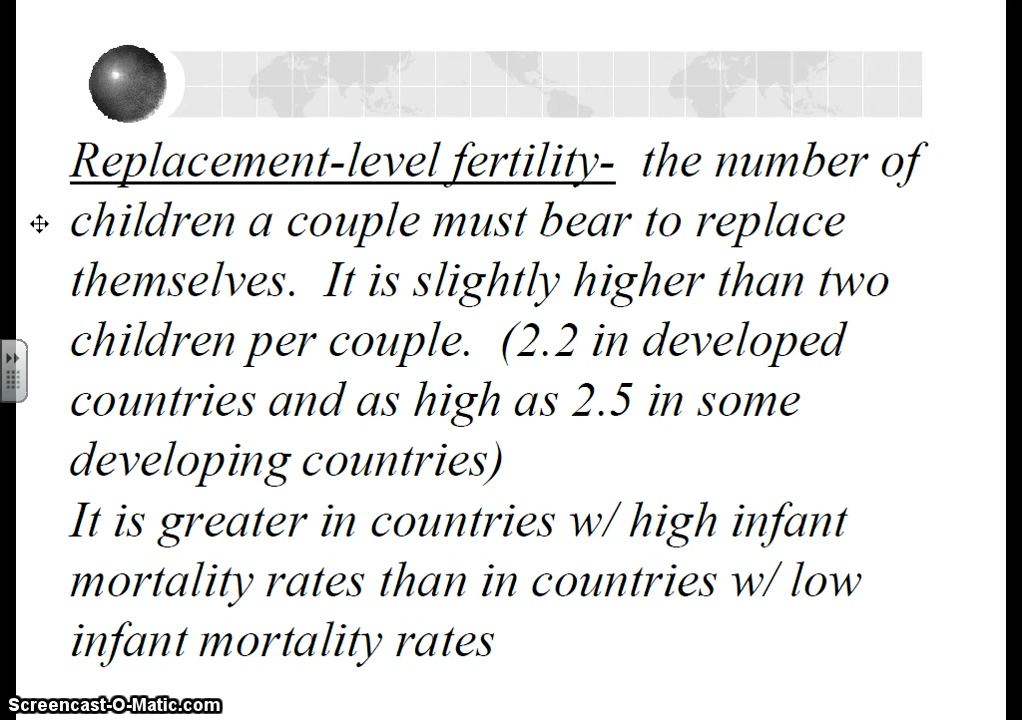 Replacement-level fertility- the number of
children a couple must bear to replace
themselves. It is slightly higher than two
children per couple. (2.2 in developed
countries and as high as 2.5 in some
developing countries)
It is greater in countries w/ high infant
mortality rates than in countries w/ low
infant mortality rates
Screencast-O-Matic.com